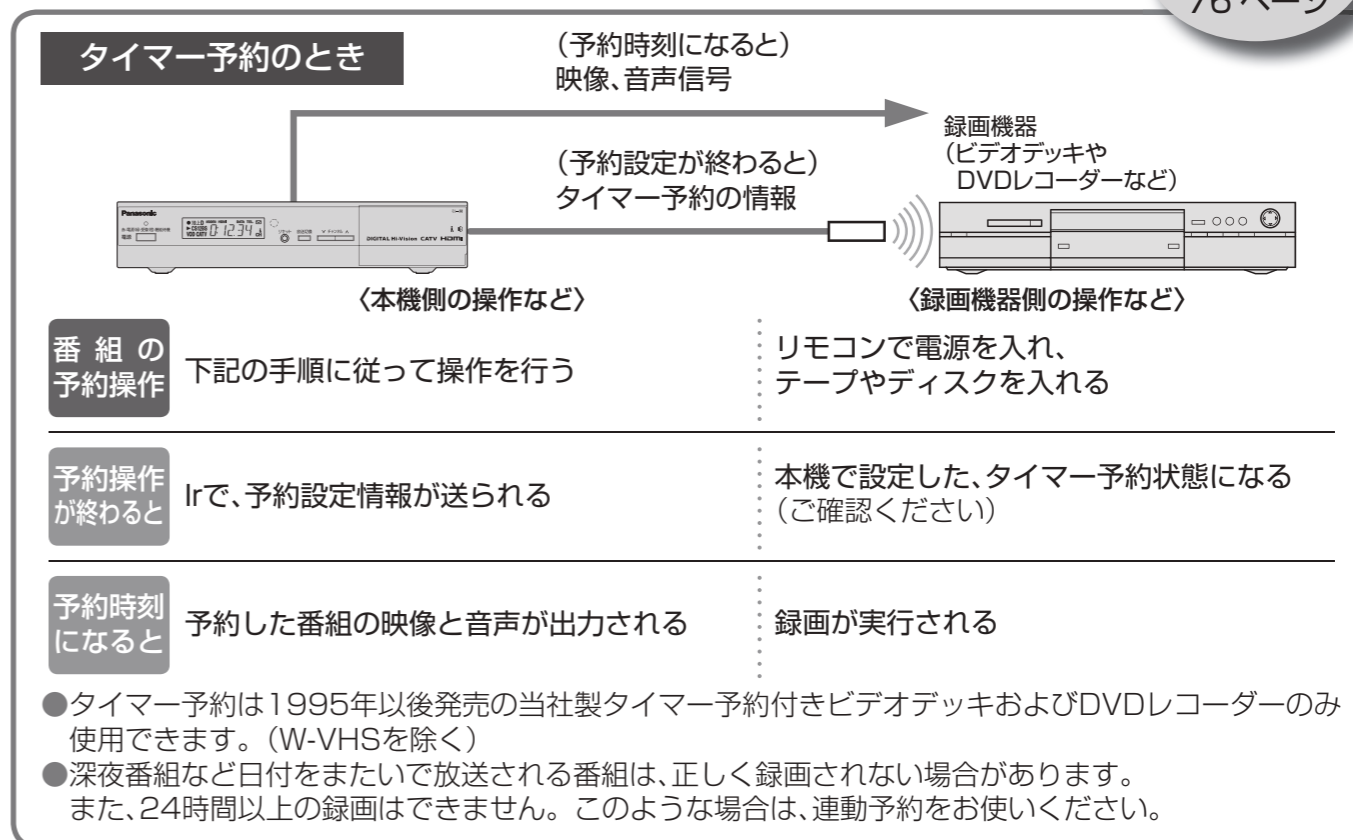 76 ページ
タイマー予約のとき
（予約時刻になると）
映像、音声信号
（予約設定が終わると）
タイマー予約の情報
録画機器
（ビデオデッキや
DVDレコーダーなど）
Panasonic
電源
DIGITAL Hi-Vision CATV HDMI
〈本機側の操作など〉
〈録画機器側の操作など〉
番組の
予約操作
下記の手順に従って操作を行う
リモコンで電源を入れ、
テープやディスクを入れる
予約操作
が終わると
Irで、予約設定情報が送られる
本機で設定した、タイマー予約状態になる
（ご確認ください）
予約時刻
になると
予約した番組の映像と音声が出力される
録画が実行される
●タイマー予約は1995年以後発売の当社製タイマー予約付きビデオデッキおよびDVDレコーダーのみ
使用できます。（W-VHSを除く）
●深夜番組など日付をまたいで放送される番組は、正しく録画されない場合があります。
また、24時間以上の録画はできません。このような場合は、連動予約をお使いください。